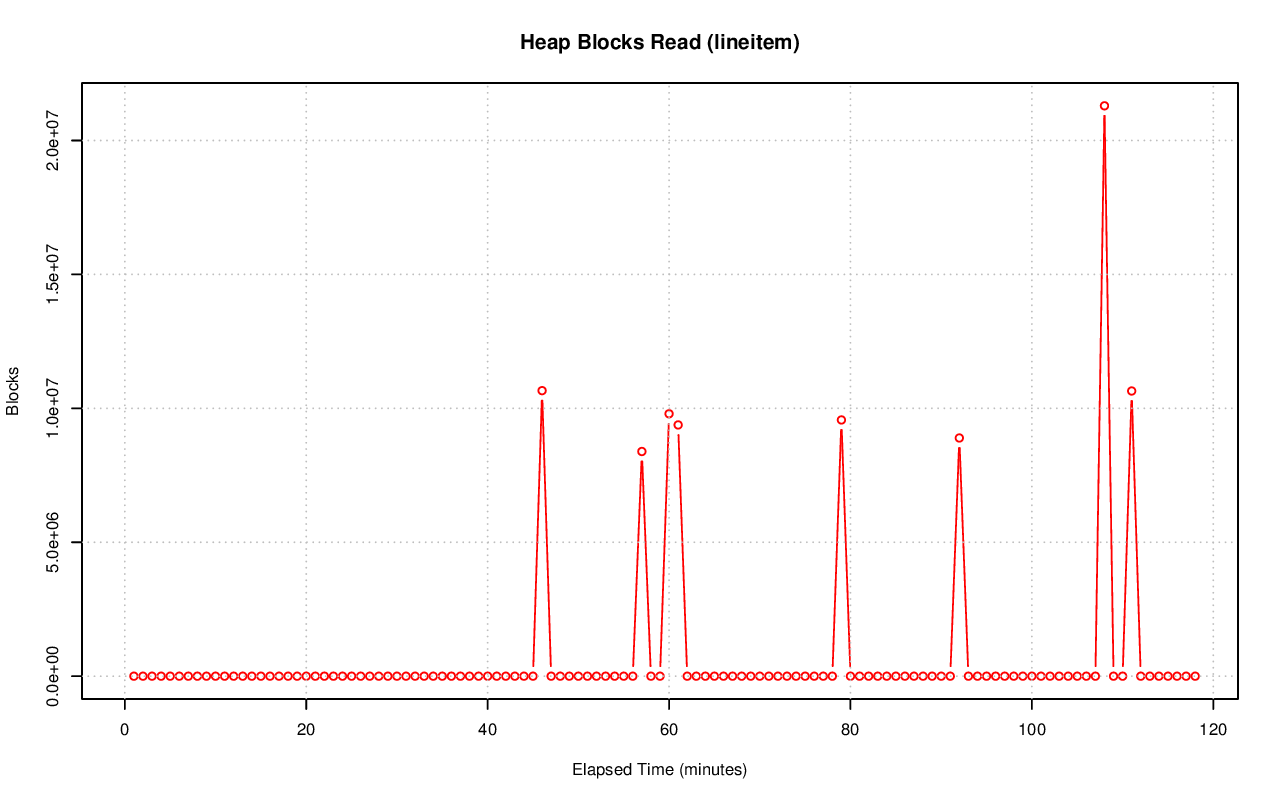 Heap Blocks Read (lineitem)
Blocks
2.0e+07
1.5e+07
1.0e+07
5.0e+06
0.0e+00
0 20 40 60 80 100 120
Elapsed Time (minutes)